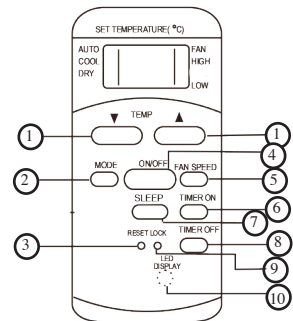 SET TEMPERATURE( °C)
AUTO FAN
COOL HIGH
DRY
LOW
▼ TEMP ▲
1 1
4
MODE ON/OFF FAN SPEED
2 5
SLEEP TIMER ON
6
7
RESET LOCK TIMER OFF
3 8
LED
DISPLAY
9
10